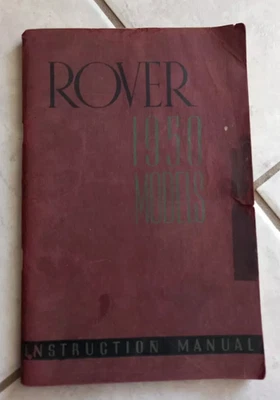 ROVER
1950
MODELS
INSTRUCTION MANUAL